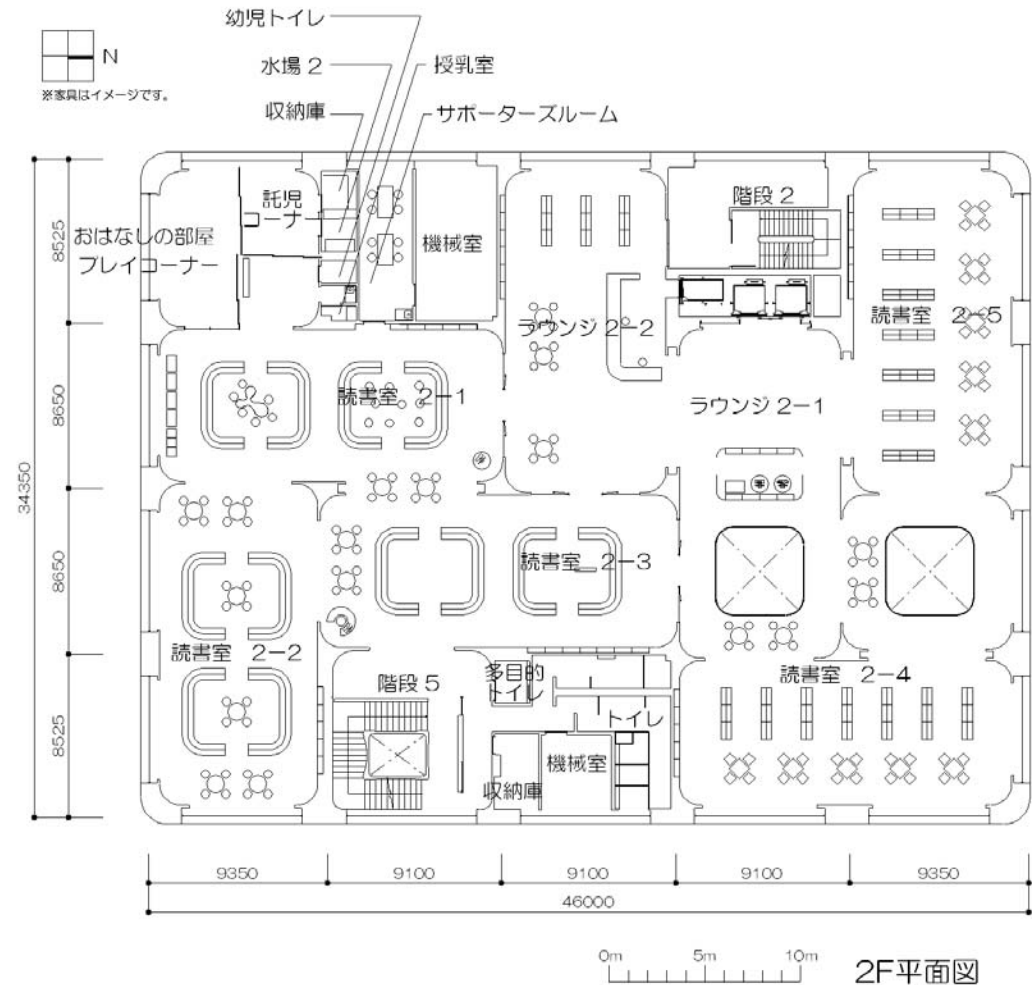 幼児トイレ
N
水場 2
授乳室
※家具はイメージです。
収納庫
サポーターズルーム
託児
コーナー
階段 2
おはなしの部屋
プレイコーナー
機械室
ラウンジ 2-2
読書室 2-5
読書室 2-1
ラウンジ 2-1
読書室 2-3
読書室 2-2
階段 5
多目的
トイレ
トイレ
読書室 2-4
機械室
収納庫
8525
8650
8650
8525
34350
9350
9100
9100
9100
9350
46000
0m
5m
10m
2F平面図